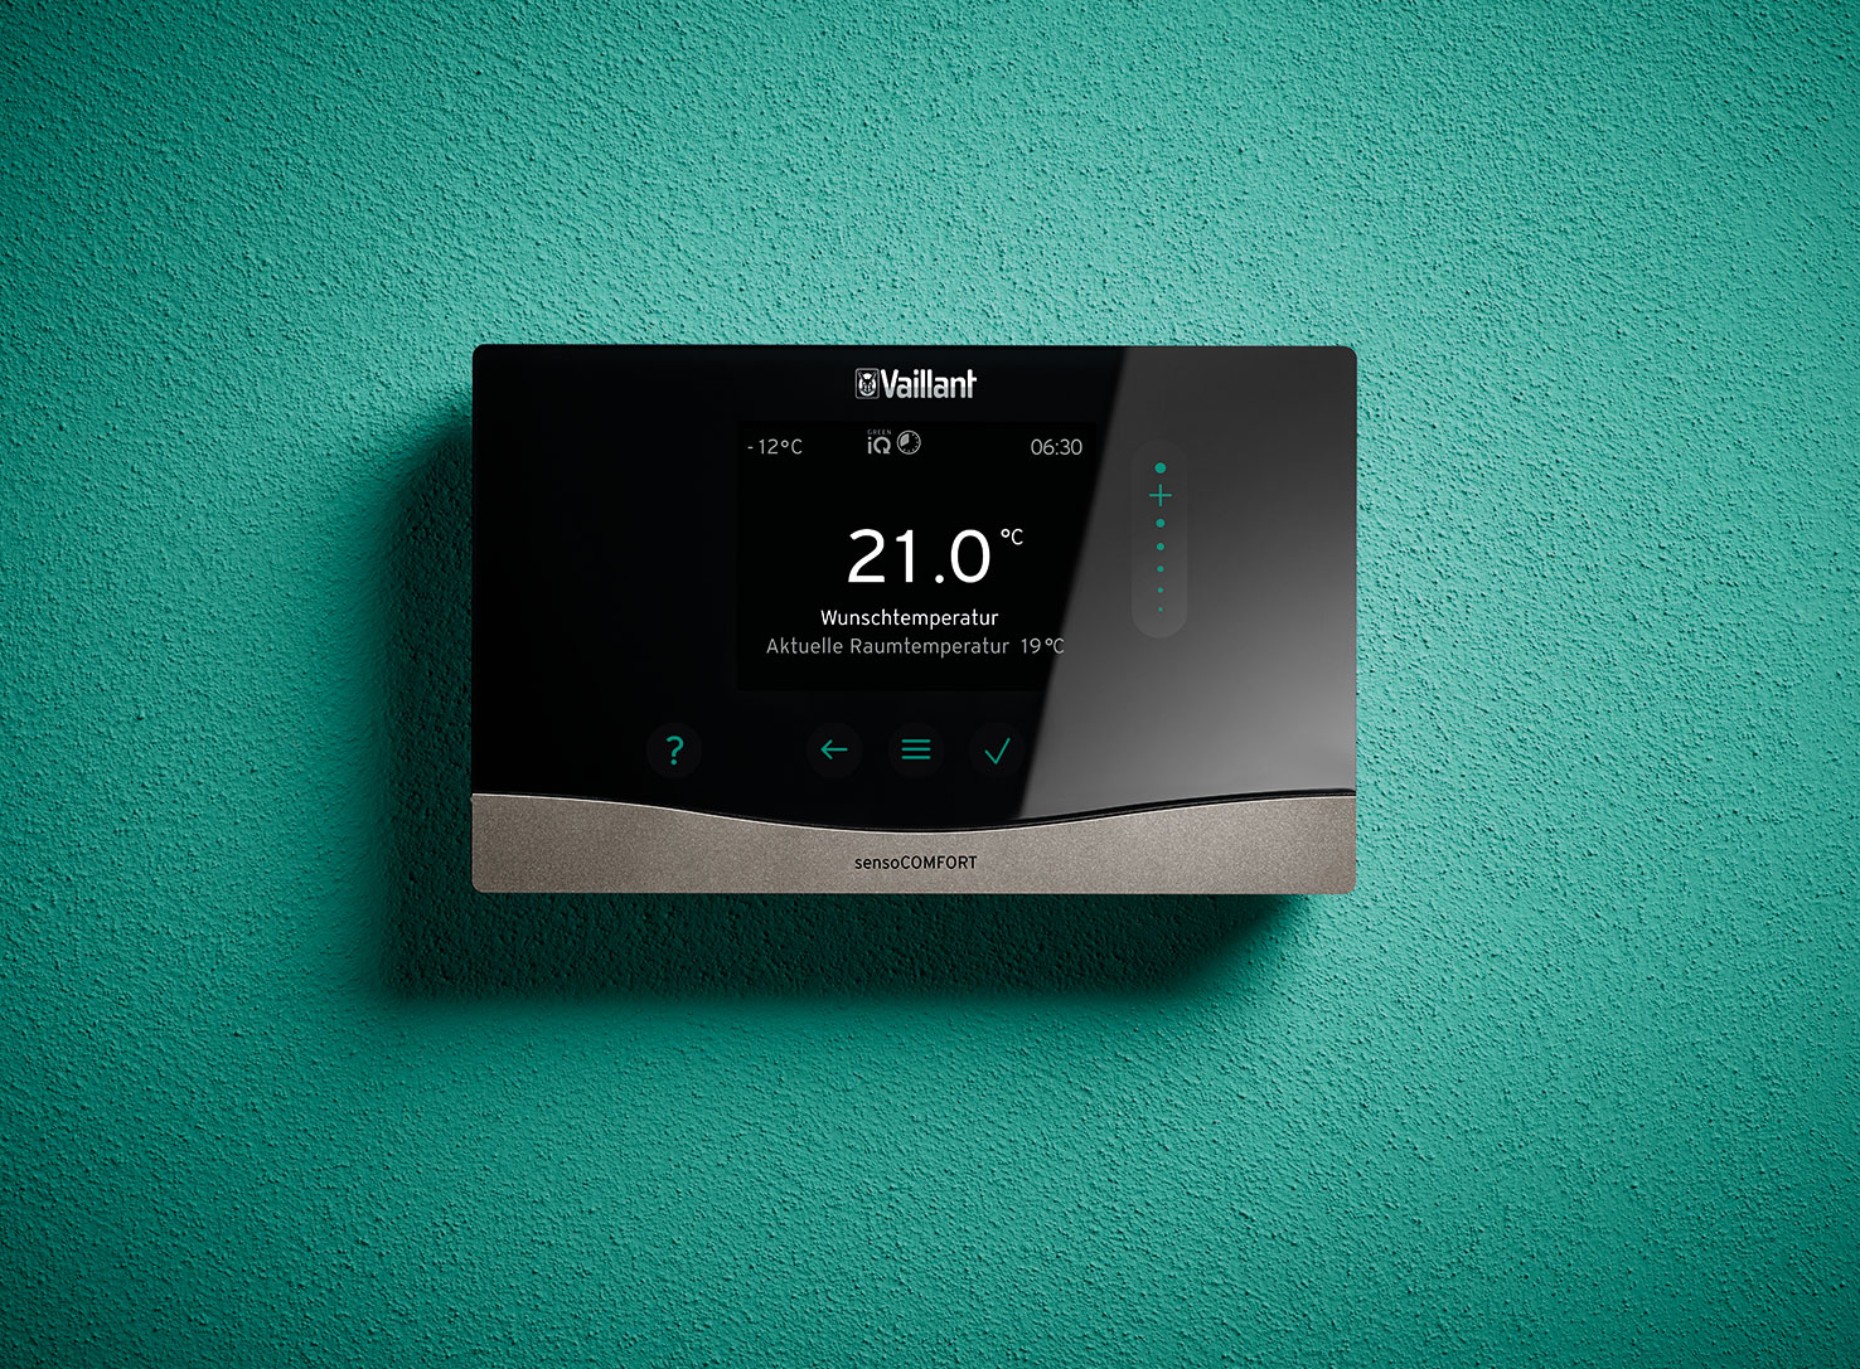 Vaillant
-12°C GREEN iQ 06:30
21.0 °C
Wunschtemperatur
Aktuelle Raumtemperatur 19°C
?
sensoCOMFORT